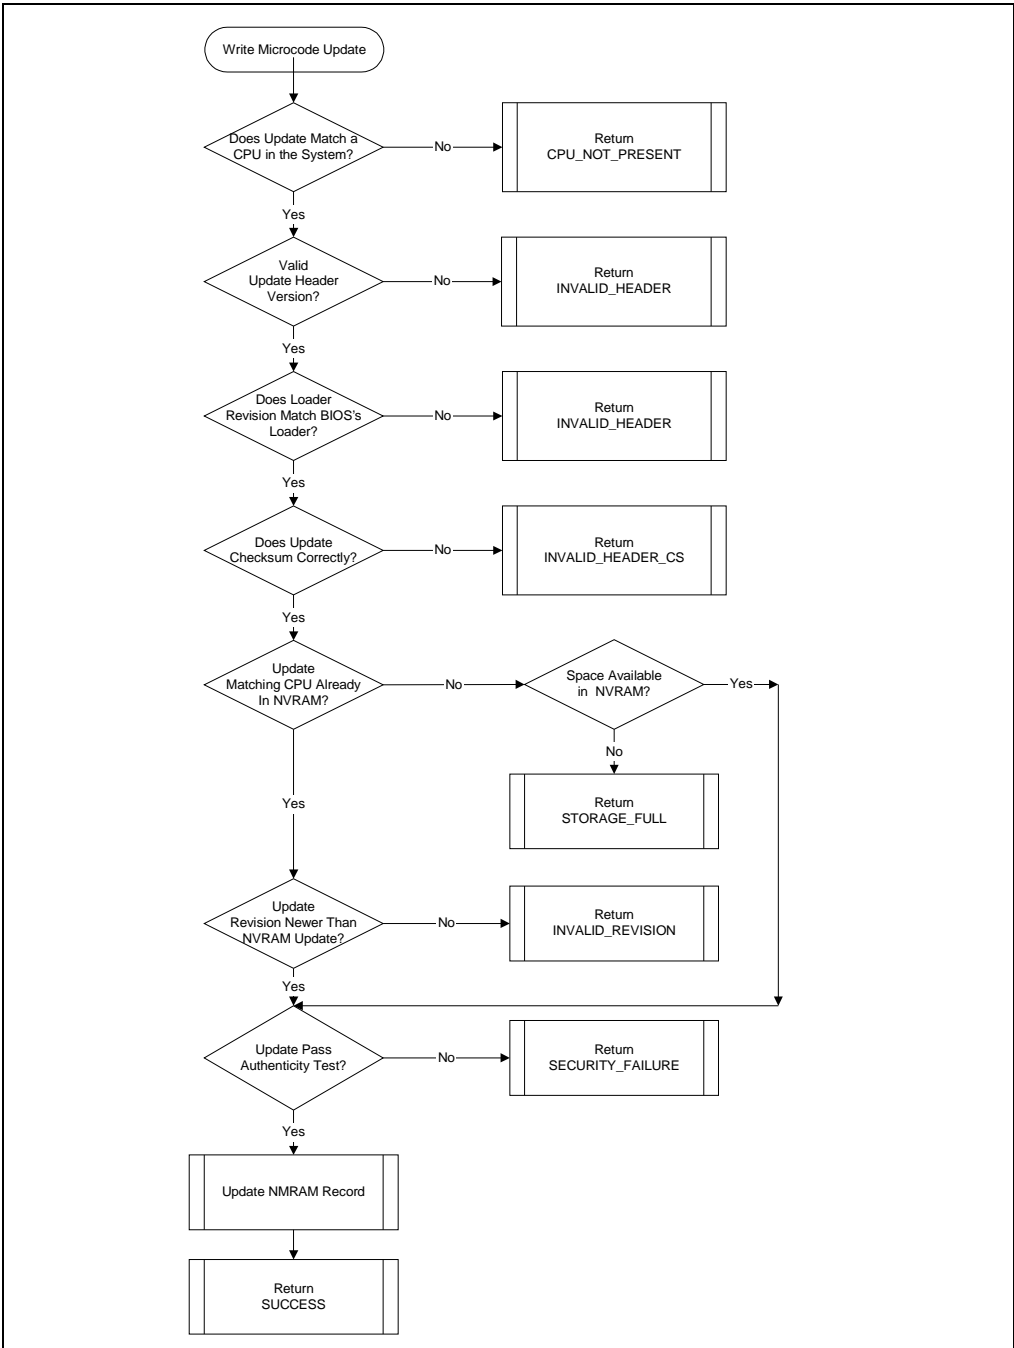 Write Microcode Update
Does Update Match a
CPU in the System?
No
Return
CPU_NOT_PRESENT
Yes
Valid
Update Header
Version?
No
Return
INVALID_HEADER
Yes
Does Loader
Revision Match BIOS's
Loader?
No
Return
INVALID_HEADER
Yes
Does Update
Checksum Correctly?
No
Return
INVALID_HEADER_CS
Yes
Update
Matching CPU Already
In NVRAM?
No
Space Available
in NVRAM?
Yes
No
Return
STORAGE_FULL
Yes
Update
Revision Newer Than
NVRAM Update?
No
Return
INVALID_REVISION
Yes
Update Pass
Authenticity Test?
No
Return
SECURITY_FAILURE
Yes
Update NMRAM Record
Return
SUCCESS